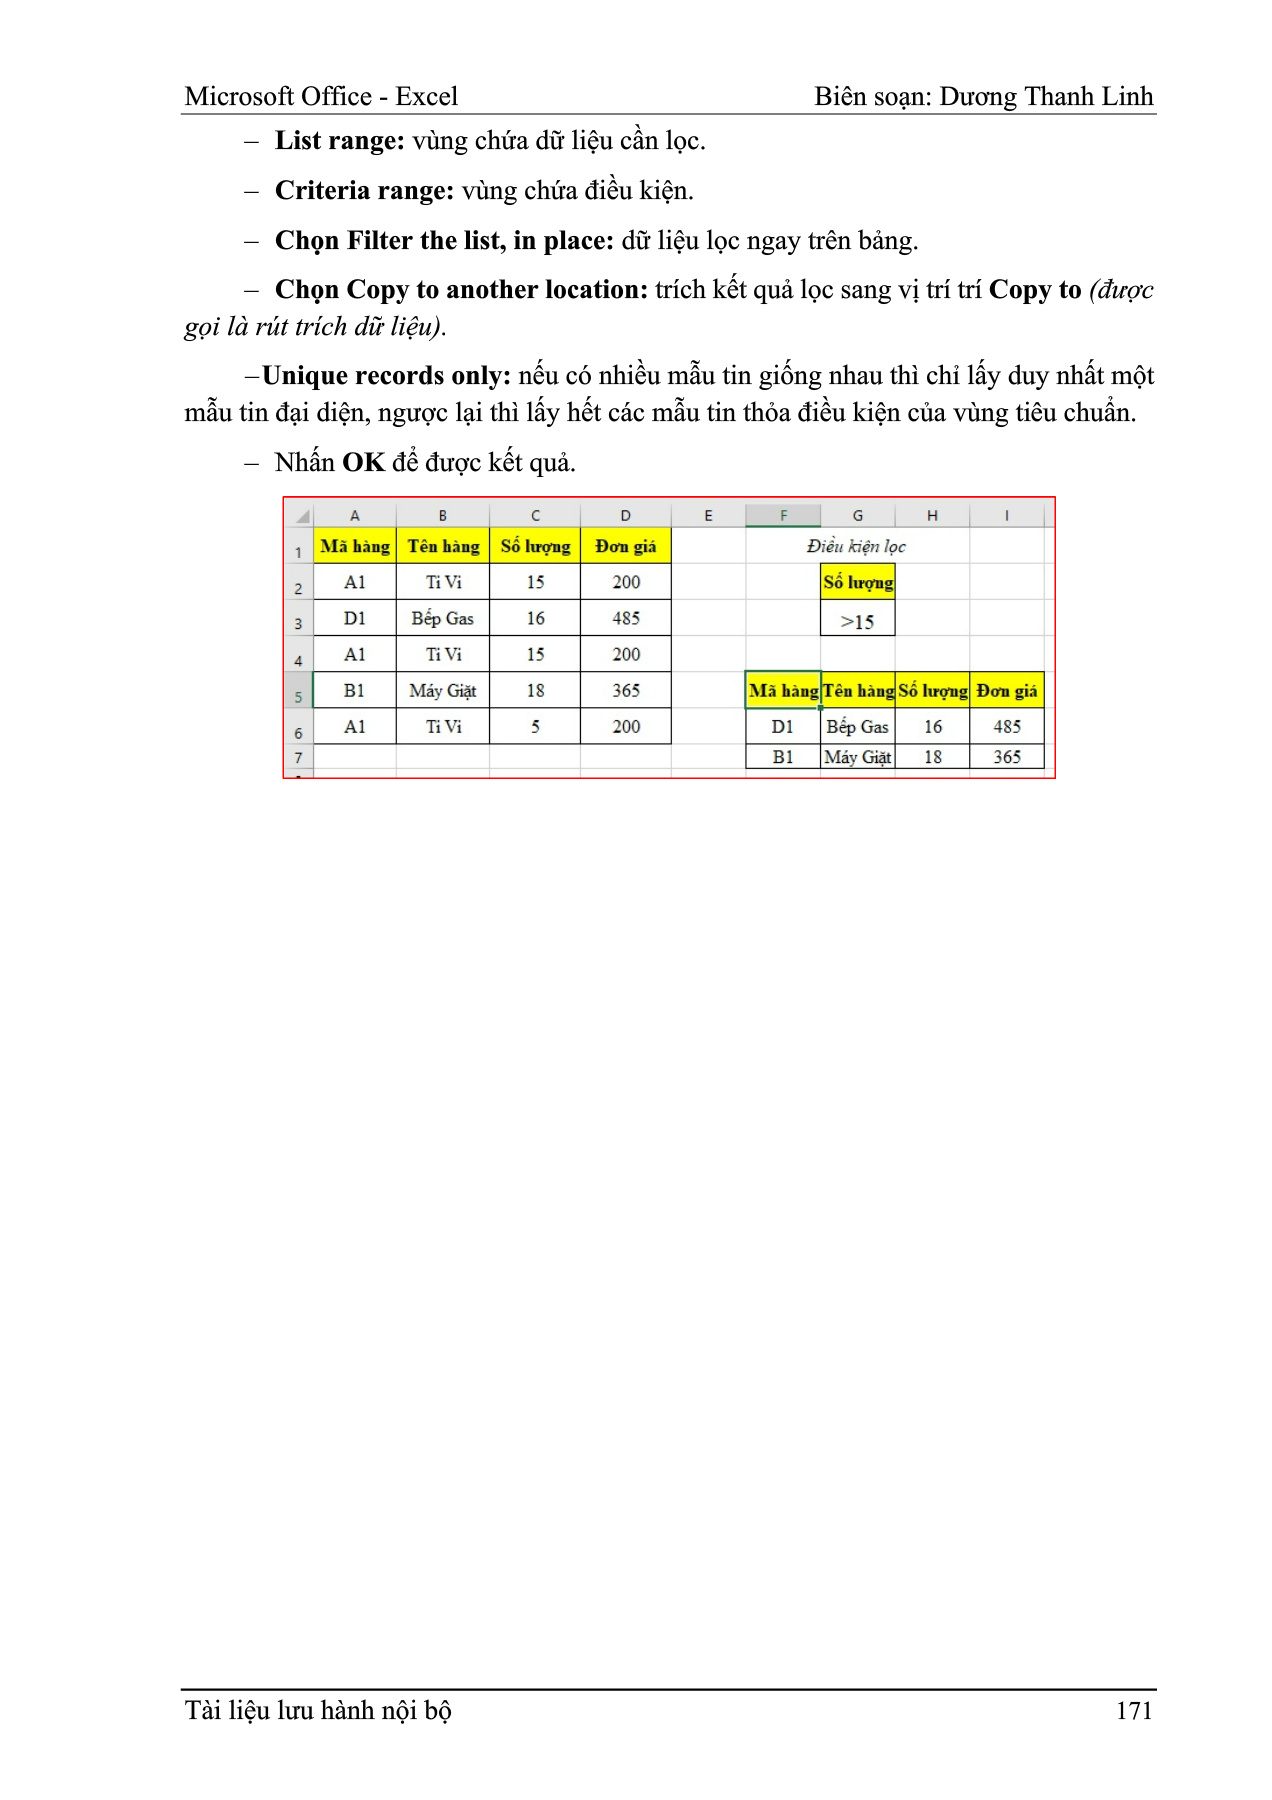 Microsoft Office - Excel Biên soạn: Dương Thanh Linh
– List range: vùng chứa dữ liệu cần lọc.
– Criteria range: vùng chứa điều kiện.
– Chọn Filter the list, in place: dữ liệu lọc ngay trên bảng.
– Chọn Copy to another location: trích kết quả lọc sang vị trí trí Copy to (được
gọi là rút trích dữ liệu).
–Unique records only: nếu có nhiều mẫu tin giống nhau thì chỉ lấy duy nhất một
mẫu tin đại diện, ngược lại thì lấy hết các mẫu tin thỏa điều kiện của vùng tiêu chuẩn.
– Nhấn OK để được kết quả.
A B C D E F G H I
1 Mã hàng Tên hàng Số lượng Đơn giá Điều kiện lọc
2 A1 Ti Vi 15 200 Số lượng
3 D1 Bếp Gas 16 485 >15
4 A1 Ti Vi 15 200
5 B1 Máy Giặt 18 365 Mã hàng Tên hàng Số lượng Đơn giá
6 A1 Ti Vi 5 200 D1 Bếp Gas 16 485
7 B1 Máy Giặt 18 365
Tài liệu lưu hành nội bộ 171